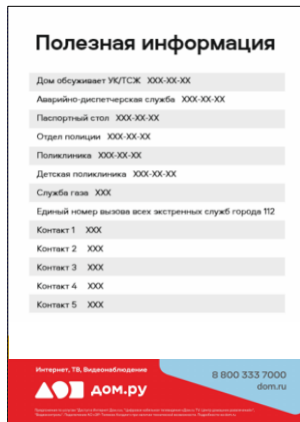 Полезная информация
Дом обсуживает УК/ТСЖ XXX-XX-XX
Аварийно-диспетчерская служба XXX-XX-XX
Паспортный стол XXX-XX-XX
Отдел полиции XXX-XX-XX
Поликлиника XXX-XX-XX
Детская поликлиника XXX-XX-XX
Служба газа XXX
Единый номер вызова всех экстренных служб города 112
Контакт 1 XXX
Контакт 2 XXX
Контакт 3 XXX
Контакт 4 XXX
Контакт 5 XXX
Интернет, ТВ, Видеонаблюдение
дом.ру
8 800 333 7000
dom.ru